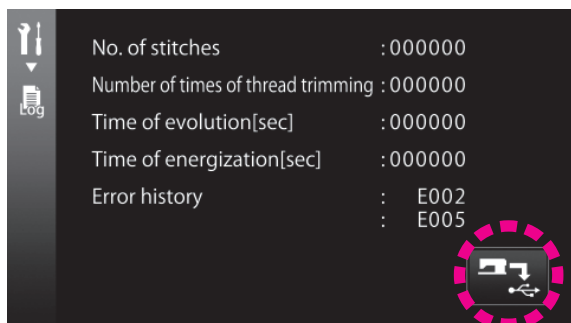 No. of stitches :000000
Number of times of thread trimming :000000
Log
Time of evolution[sec] :000000
Time of energization[sec] :000000
Error history : E002
: E005